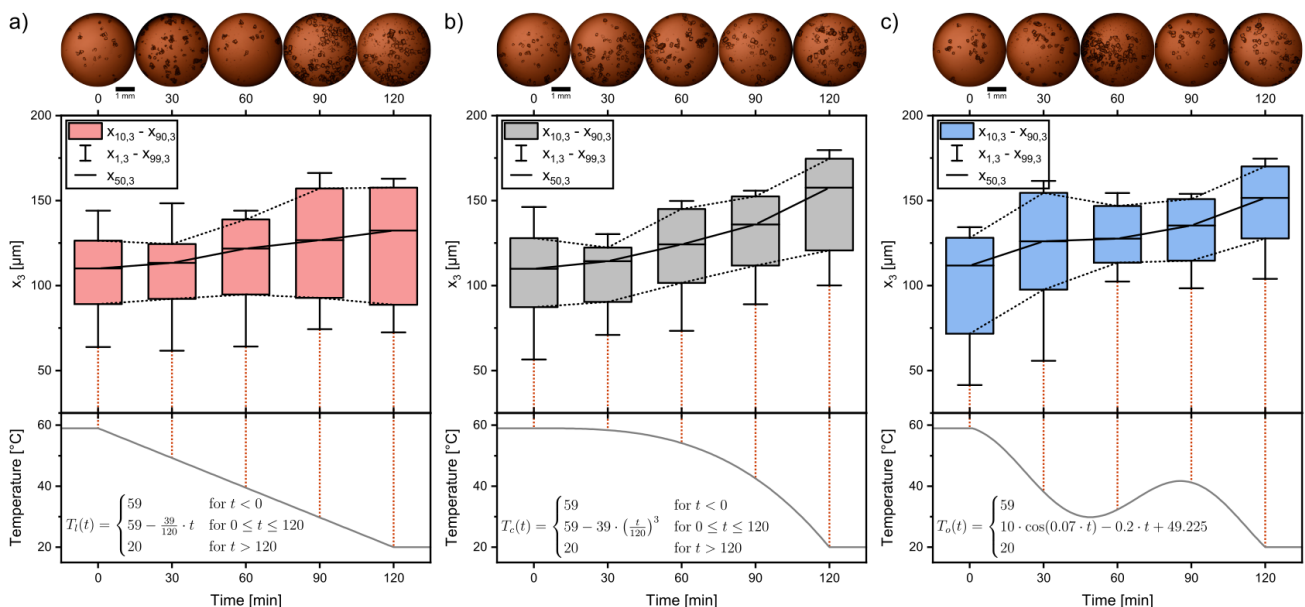 a)
1 mm
0 30 60 90 120
200
150
100
50
x₃ [µm]
x₁₀,₃ - x₉₀,₃
x₁,₃ - x₉₉,₃
x₅₀,₃
60
40
20
Temperature [°C]
T_l(t) = { 59 for t < 0
59 − 39/120 · t for 0 ≤ t ≤ 120
20 for t > 120
0 30 60 90 120
Time [min]
b)
1 mm
0 30 60 90 120
200
150
100
50
x₃ [µm]
x₁₀,₃ - x₉₀,₃
x₁,₃ - x₉₉,₃
x₅₀,₃
60
40
20
Temperature [°C]
T_c(t) = { 59 for t < 0
59 − 39 · (t/120)³ for 0 ≤ t ≤ 120
20 for t > 120
0 30 60 90 120
Time [min]
c)
1 mm
0 30 60 90 120
200
150
100
50
x₃ [µm]
x₁₀,₃ - x₉₀,₃
x₁,₃ - x₉₉,₃
x₅₀,₃
60
40
20
Temperature [°C]
T_o(t) = { 59
10 · cos(0.07 · t) − 0.2 · t + 49.225
20
0 30 60 90 120
Time [min]